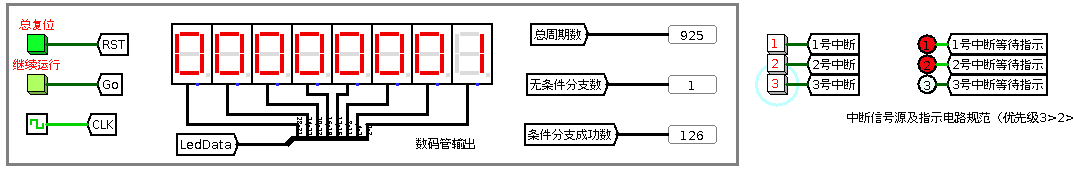 总复位
RST
继续运行
Go
CLK
00000001
LedData
数码管输出
总周期数 925
无条件分支数 1
条件分支成功数 126
1 1号中断
2 2号中断
3 3号中断
1 1号中断等待指示
2 2号中断等待指示
3 3号中断等待指示
中断信号源及指示电路规范（优先级3>2>